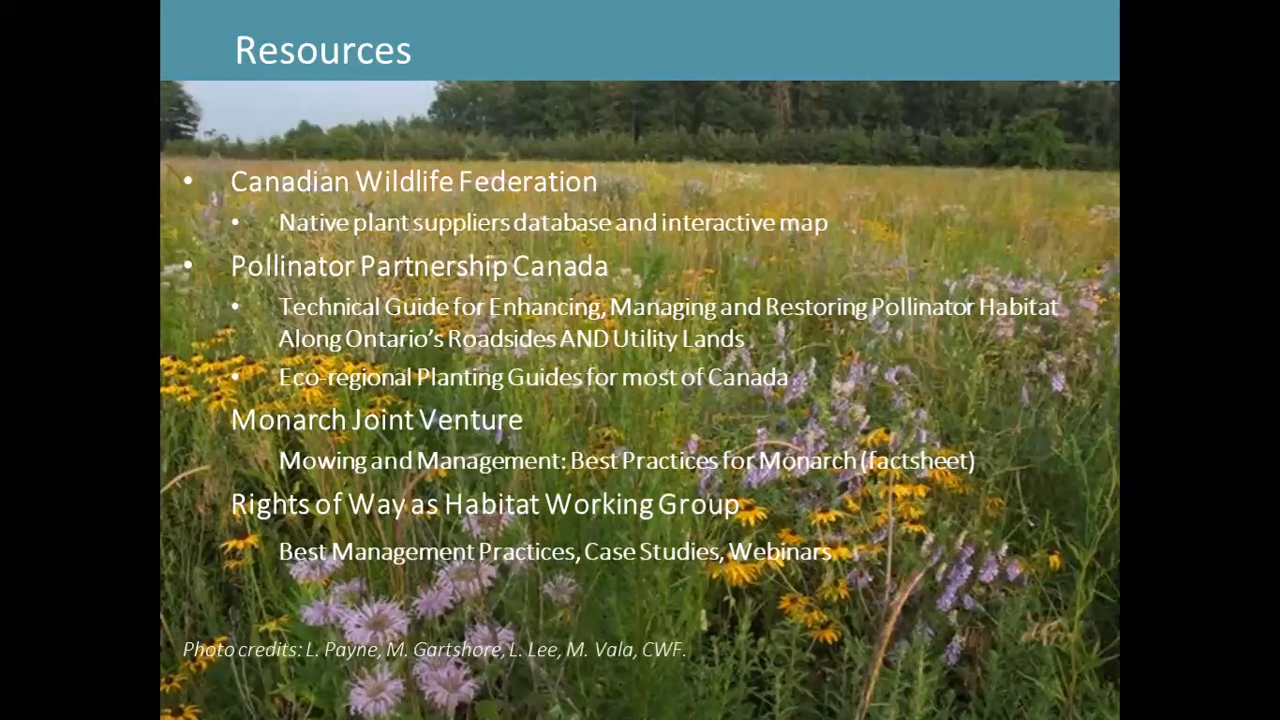 Resources
• Canadian Wildlife Federation
• Native plant suppliers database and interactive map
• Pollinator Partnership Canada
• Technical Guide for Enhancing, Managing and Restoring Pollinator Habitat
Along Ontario's Roadsides AND Utility Lands
• Eco-regional Planting Guides for most of Canada
Monarch Joint Venture
Mowing and Management: Best Practices for Monarch (factsheet)
Rights of Way as Habitat Working Group
Best Management Practices, Case Studies, Webinars
Photo credits: L. Payne, M. Gartshore, L. Lee, M. Vala, CWF.